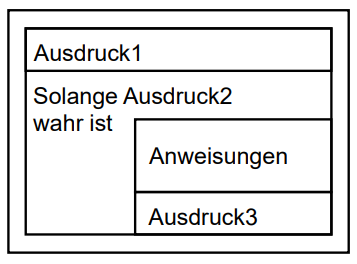 Ausdruck1
Solange Ausdruck2
wahr ist
Anweisungen
Ausdruck3